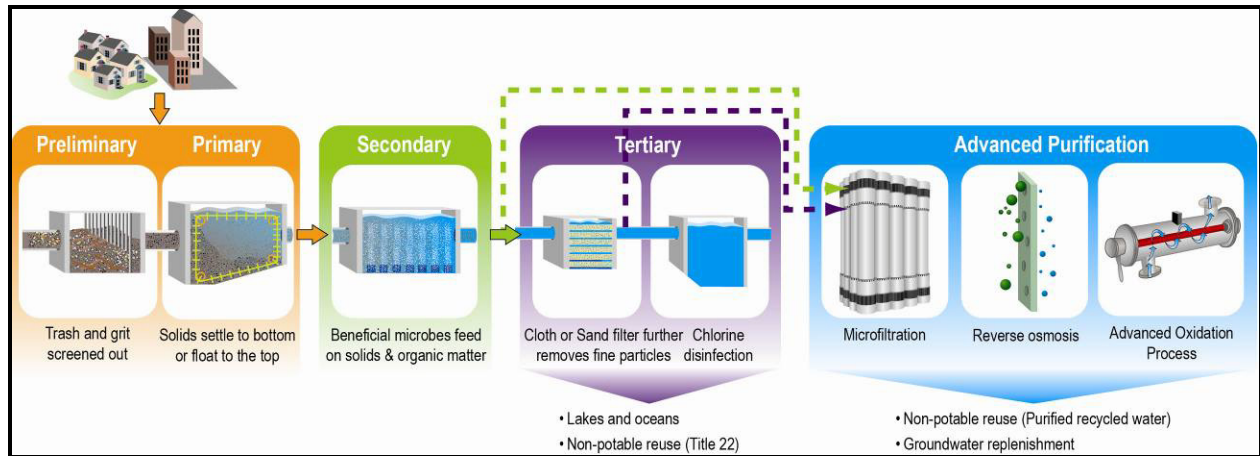 Preliminary
Primary
Secondary
Tertiary
Advanced Purification
Trash and grit
screened out
Solids settle to bottom
or float to the top
Beneficial microbes feed
on solids & organic matter
Cloth or Sand filter further
removes fine particles
Chlorine
disinfection
Microfiltration
Reverse osmosis
Advanced Oxidation
Process
• Lakes and oceans
• Non-potable reuse (Title 22)
• Non-potable reuse (Purified recycled water)
• Groundwater replenishment